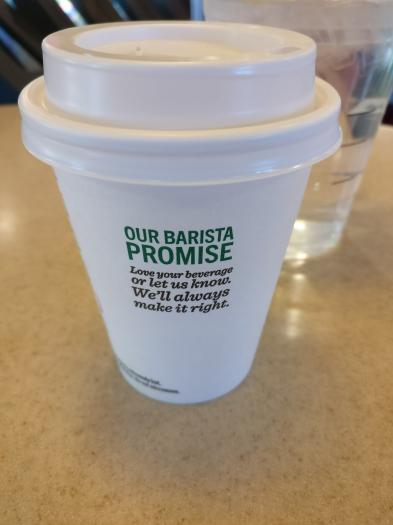 OUR BARISTA
PROMISE
Love your beverage
or let us know.
We'll always
make it right.